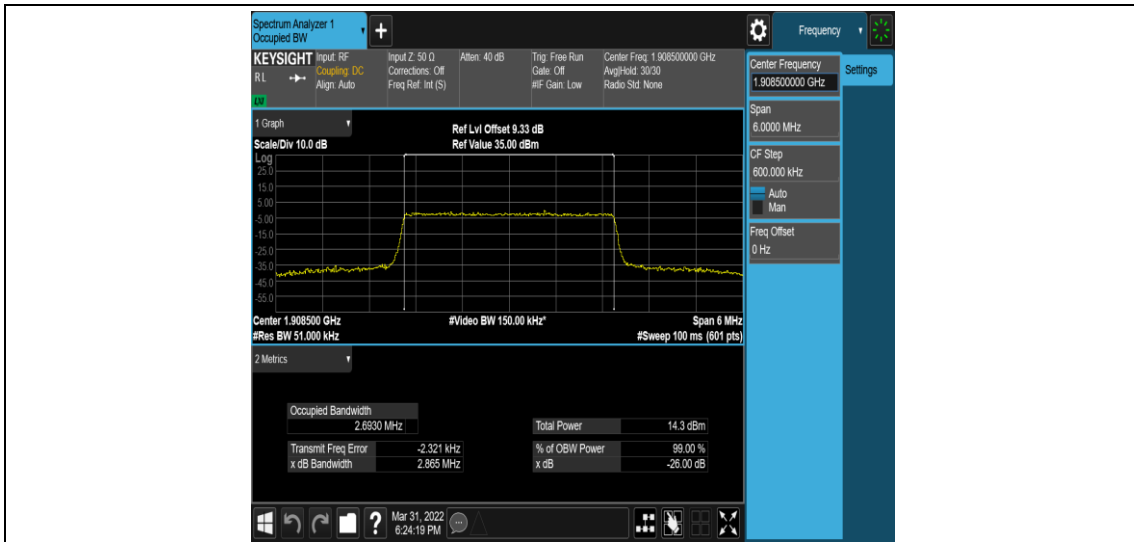 Spectrum Analyzer 1
Occupied BW
+
Frequency
KEYSIGHT
RL
LXI
Input: RF
Coupling: DC
Align: Auto
Input Z: 50 Ω
Corrections: Off
Freq Ref: Int (S)
Atten: 40 dB
Trig: Free Run
Gate: Off
#IF Gain: Low
Center Freq: 1.908500000 GHz
Avg|Hold: 30/30
Radio Std: None
Center Frequency
1.908500000 GHz
Settings
Span
6.0000 MHz
CF Step
600.000 kHz
Auto
Man
Freq Offset
0 Hz
1 Graph
Scale/Div 10.0 dB
Ref Lvl Offset 9.33 dB
Ref Value 35.00 dBm
Log
25.0
15.0
5.00
-5.00
-15.0
-25.0
-35.0
-45.0
-55.0
Center 1.908500 GHz
#Video BW 150.00 kHz*
Span 6 MHz
#Res BW 51.000 kHz
#Sweep 100 ms (601 pts)
2 Metrics
Occupied Bandwidth
2.6930 MHz
Total Power 14.3 dBm
Transmit Freq Error -2.321 kHz
% of OBW Power 99.00 %
x dB Bandwidth 2.865 MHz
x dB -26.00 dB
?
Mar 31, 2022
6:24:19 PM